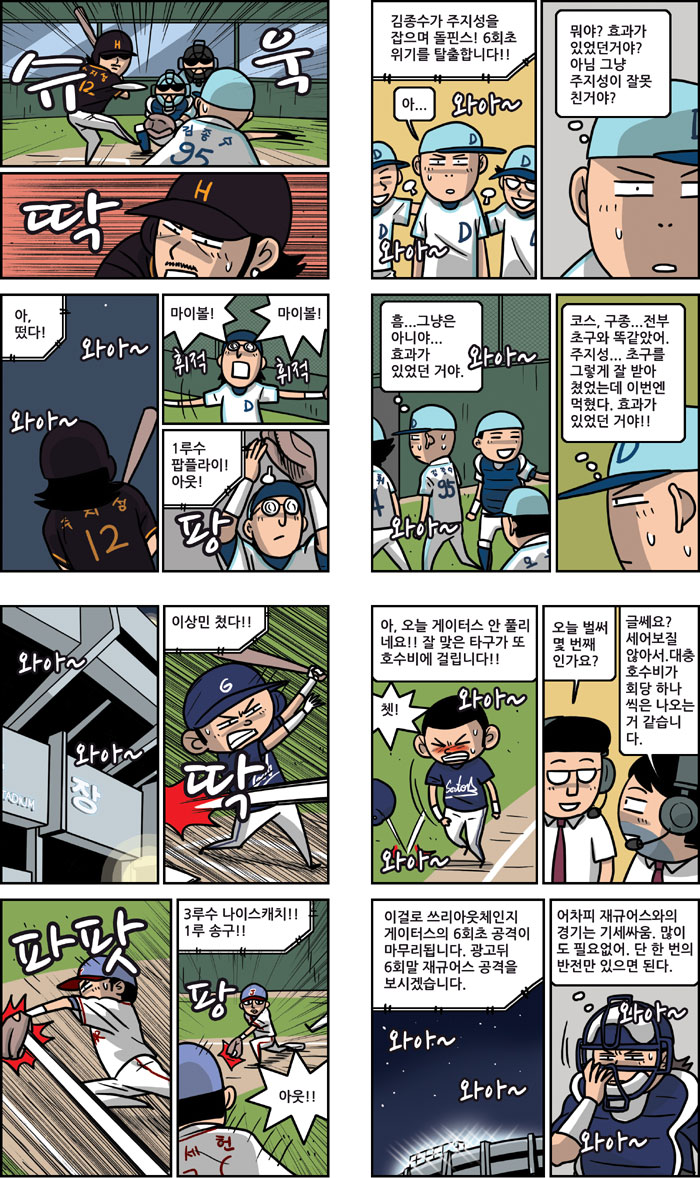 슈욱
H
주지성
12
김종수
95
딱
H
아,
떴다!
와아~
와아~
주지성
12
마이볼!
마이볼!
휘적
휘적
D
1루수
팝플라이!
아웃!
팡
김종수가 주지성을
잡으며 돌핀스! 6회초
위기를 탈출합니다!!
아...
와아~
D
D
D
와아~
뭐야? 효과가
있었던거야?
아님 그냥
주지성이 잘못
친거야?
D
흠...그냥은
아니야...
효과가
있었던 거야.
95
와아~
코스, 구종...전부
초구와 똑같았어.
주지성... 초구를
그렇게 잘 받아
쳤었는데 이번엔
먹혔다. 효과가
있었던 거야!!
D
와아~
와아~
장
STADIUM
이상민 쳤다!!
G
딱
파팟
3루수 나이스캐치!!
1루 송구!!
팡
아웃!!
헌
아, 오늘 게이터스 안 풀리
네요!! 잘 맞은 타구가 또
호수비에 걸립니다!!
와아~
쳇!
Gators
와아~
오늘 벌써
몇 번째
인가요?
글쎄요?
세어보질
않아서.대충
호수비가
회당 하나
씩은 나오는
거 같습니
다.
이걸로 쓰리아웃체인지
게이터스의 6회초 공격이
마무리됩니다. 광고뒤
6회말 재규어스 공격을
보시겠습니다.
와아~
와아~
어차피 재규어스와의
경기는 기세싸움. 많이
도 필요없어. 단 한 번의
반전만 있으면 된다.
와아~
와아~